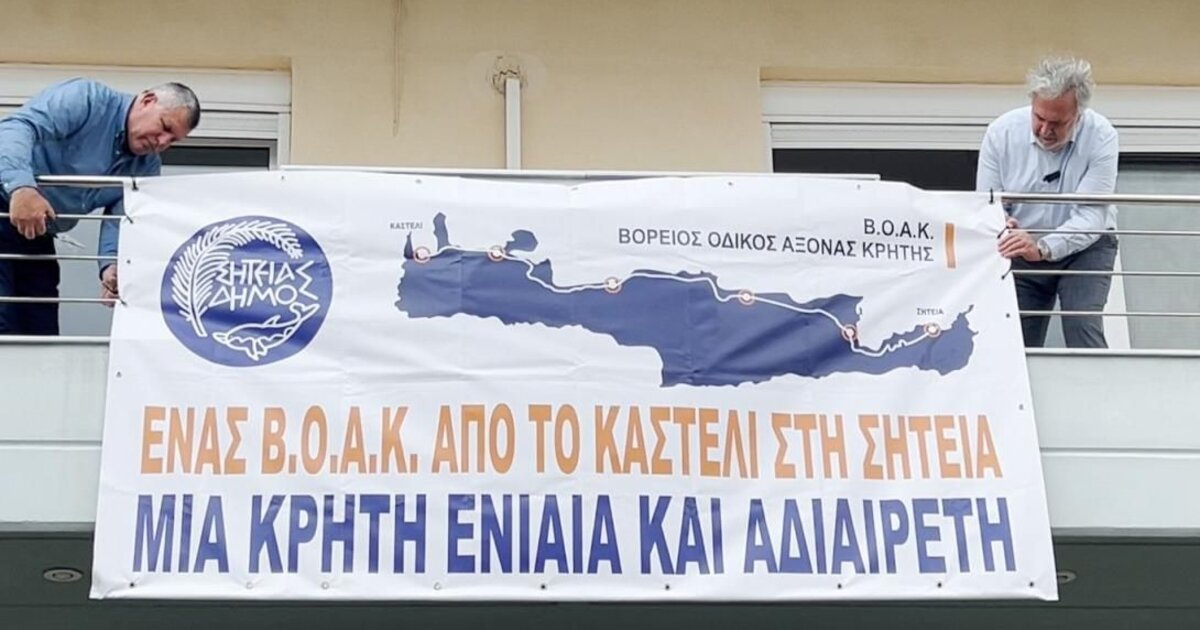 ΚΑΣΤΕΛΙ
Β.Ο.Α.Κ.
ΒΟΡΕΙΟΣ ΟΔΙΚΟΣ ΑΞΟΝΑΣ ΚΡΗΤΗΣ
ΣΗΤΕΙΑΣ
ΔΗΜΟΣ
ΣΗΤΕΙΑ
ΕΝΑΣ Β.Ο.Α.Κ. ΑΠΟ ΤΟ ΚΑΣΤΕΛΙ ΣΤΗ ΣΗΤΕΙΑ
ΜΙΑ ΚΡΗΤΗ ΕΝΙΑΙΑ ΚΑΙ ΑΔΙΑΙΡΕΤΗ